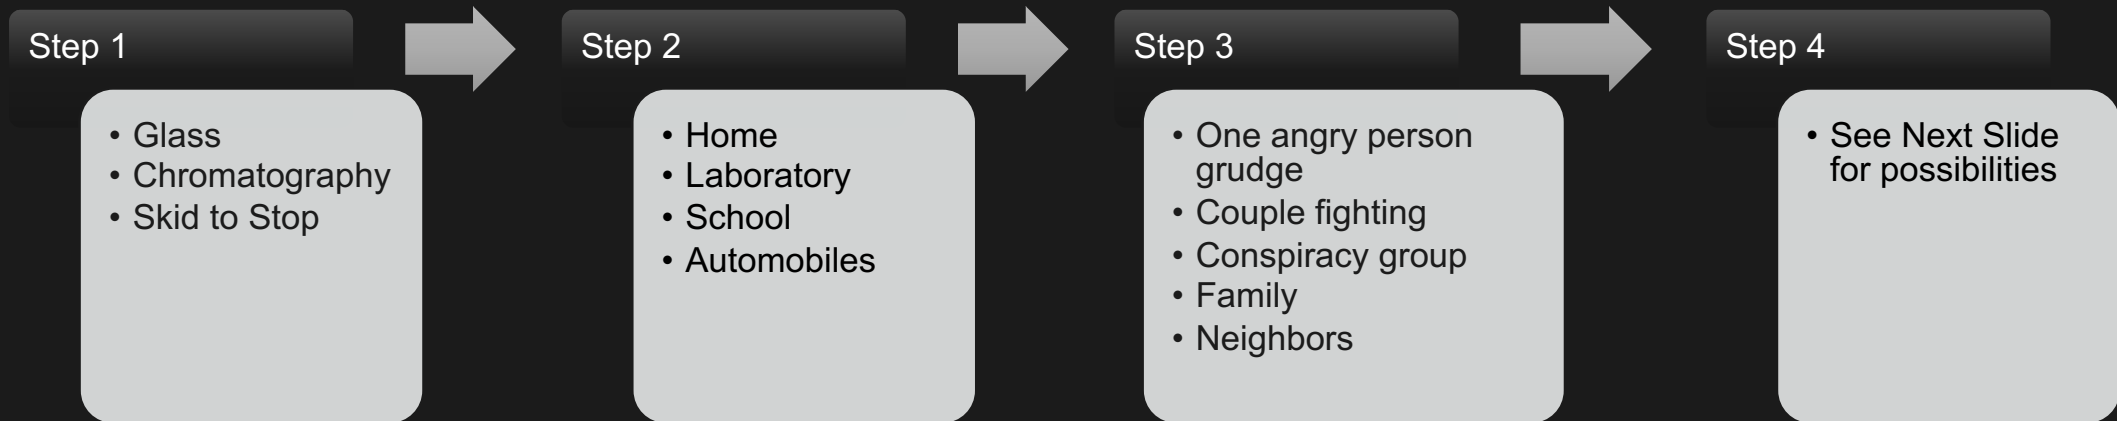 Step 1
• Glass
• Chromatography
• Skid to Stop
Step 2
• Home
• Laboratory
• School
• Automobiles
Step 3
• One angry person
grudge
• Couple fighting
• Conspiracy group
• Family
• Neighbors
Step 4
• See Next Slide
for possibilities